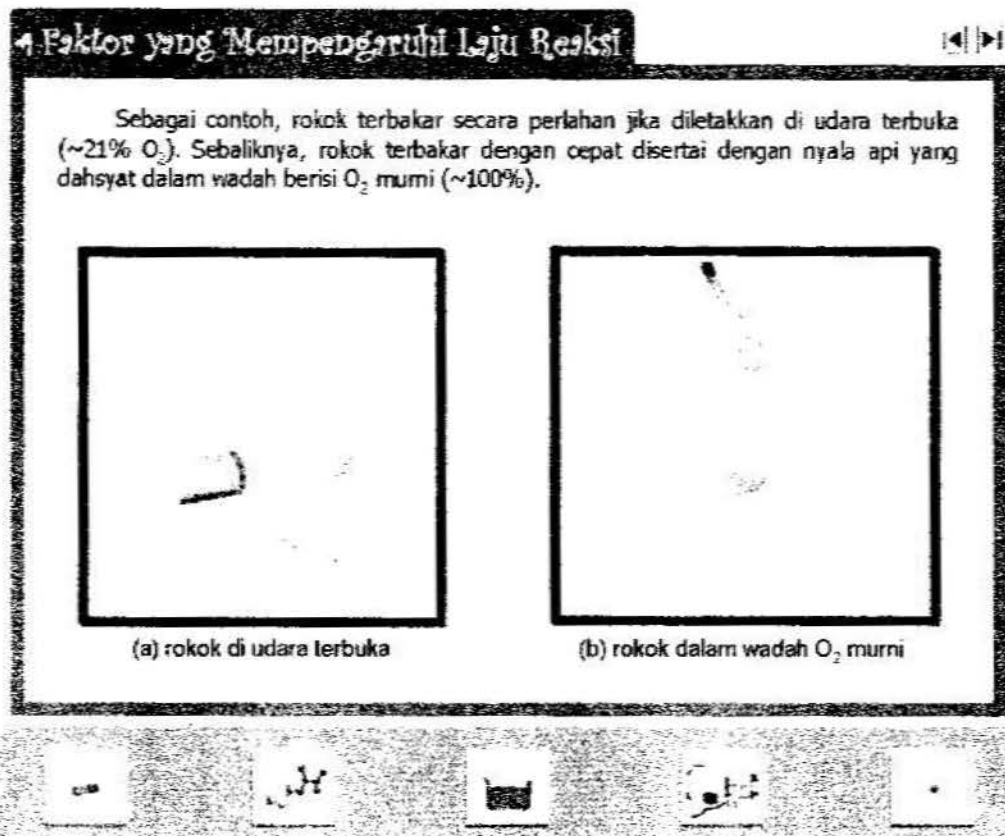 4 Faktor yang Mempengaruhi Laju Reaksi
Sebagai contoh, rokok terbakar secara perlahan jika diletakkan di udara terbuka
(~21% O₂). Sebaliknya, rokok terbakar dengan cepat disertai dengan nyala api yang
dahsyat dalam wadah berisi O₂ murni (~100%).
(a) rokok di udara terbuka
(b) rokok dalam wadah O₂ murni